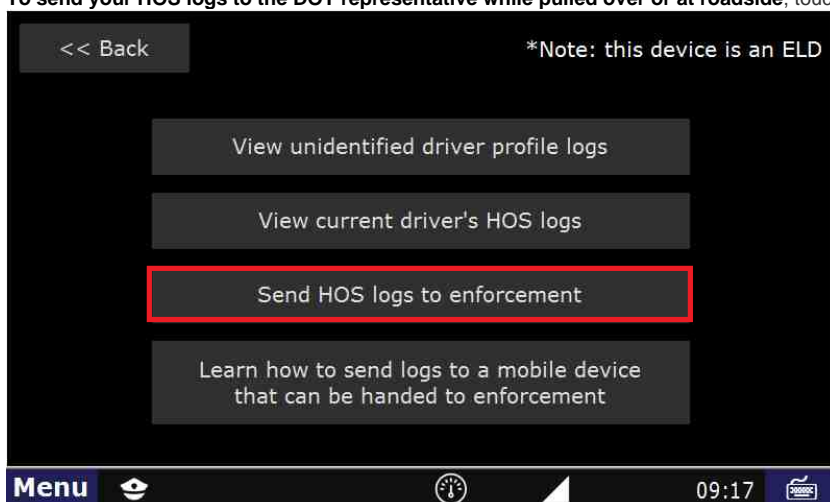 To send your HOS logs to the DOT representative while pulled over or at roadside, touc
<< Back
*Note: this device is an ELD
View unidentified driver profile logs
View current driver's HOS logs
Send HOS logs to enforcement
Learn how to send logs to a mobile device
that can be handed to enforcement
Menu
09:17